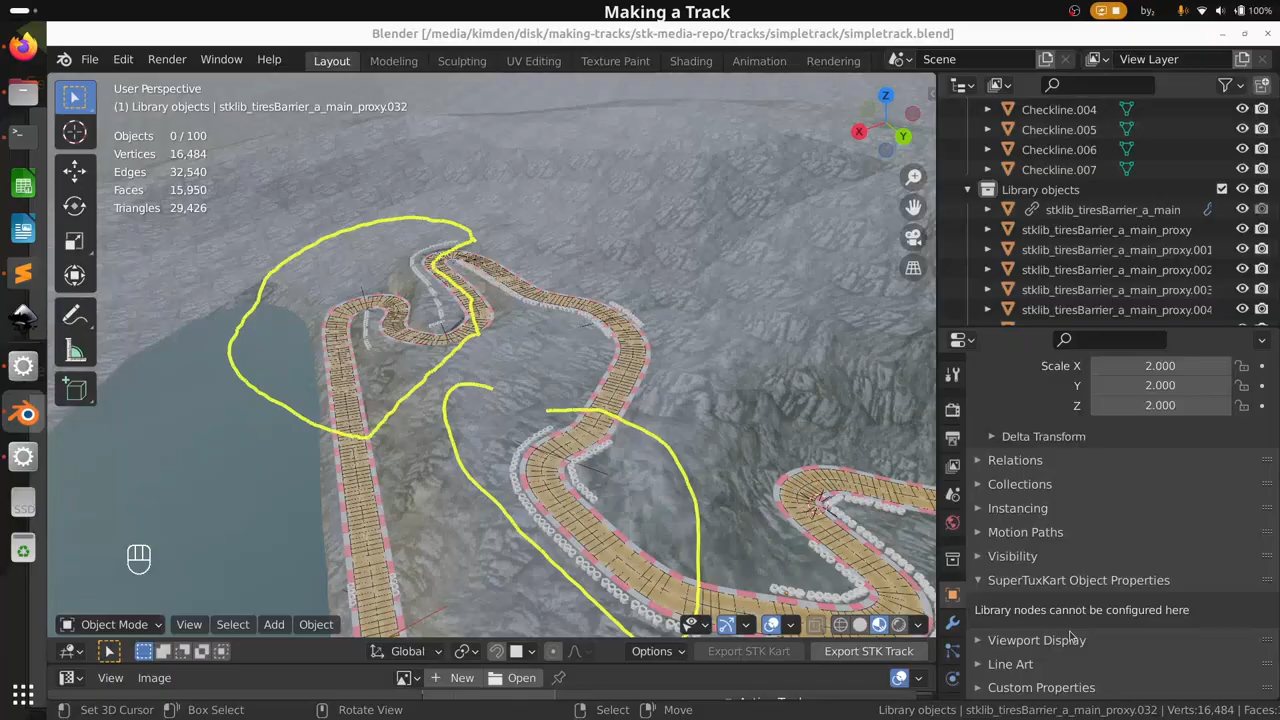 Making a Track
by₂
100%
Blender [/media/kimden/disk/making-tracks/stk-media-repo/tracks/simpletrack/simpletrack.blend]
File Edit Render Window Help
Layout Modeling Sculpting UV Editing Texture Paint Shading Animation Rendering
Scene
View Layer
User Perspective
(1) Library objects | stklib_tiresBarrier_a_main_proxy.032
Objects 0 / 100
Vertices 16,484
Edges 32,540
Faces 15,950
Triangles 29,426
X Y Z
Checkline.004
Checkline.005
Checkline.006
Checkline.007
Library objects
stklib_tiresBarrier_a_main
stklib_tiresBarrier_a_main_proxy
stklib_tiresBarrier_a_main_proxy.001
stklib_tiresBarrier_a_main_proxy.002
stklib_tiresBarrier_a_main_proxy.003
stklib_tiresBarrier_a_main_proxy.004
Scale X 2.000
Y 2.000
Z 2.000
Delta Transform
Relations
Collections
Instancing
Motion Paths
Visibility
SuperTuxKart Object Properties
Library nodes cannot be configured here
Viewport Display
Line Art
Custom Properties
SSD
Object Mode View Select Add Object
Global
Options Export STK Kart Export STK Track
View Image
New Open
Set 3D Cursor Box Select Rotate View Select Move
Library objects | stklib_tiresBarrier_a_main_proxy.032 | Verts:16,484 | Faces: